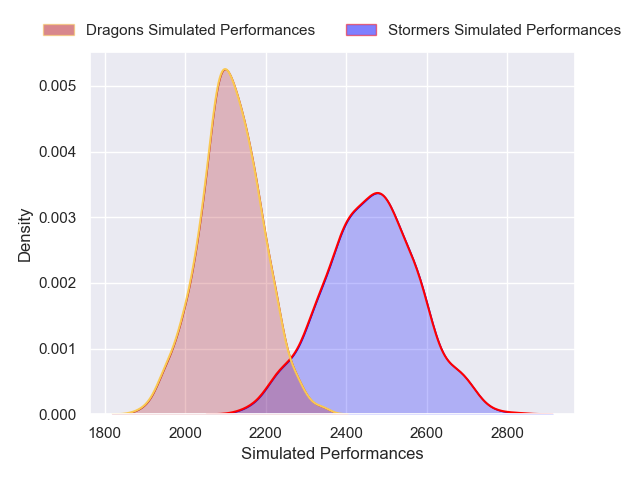 Dragons Simulated Performances Stormers Simulated Performances
0.005
0.004
0.003
0.002
0.001
0.000
Density
1800 2000 2200 2400 2600 2800
Simulated Performances